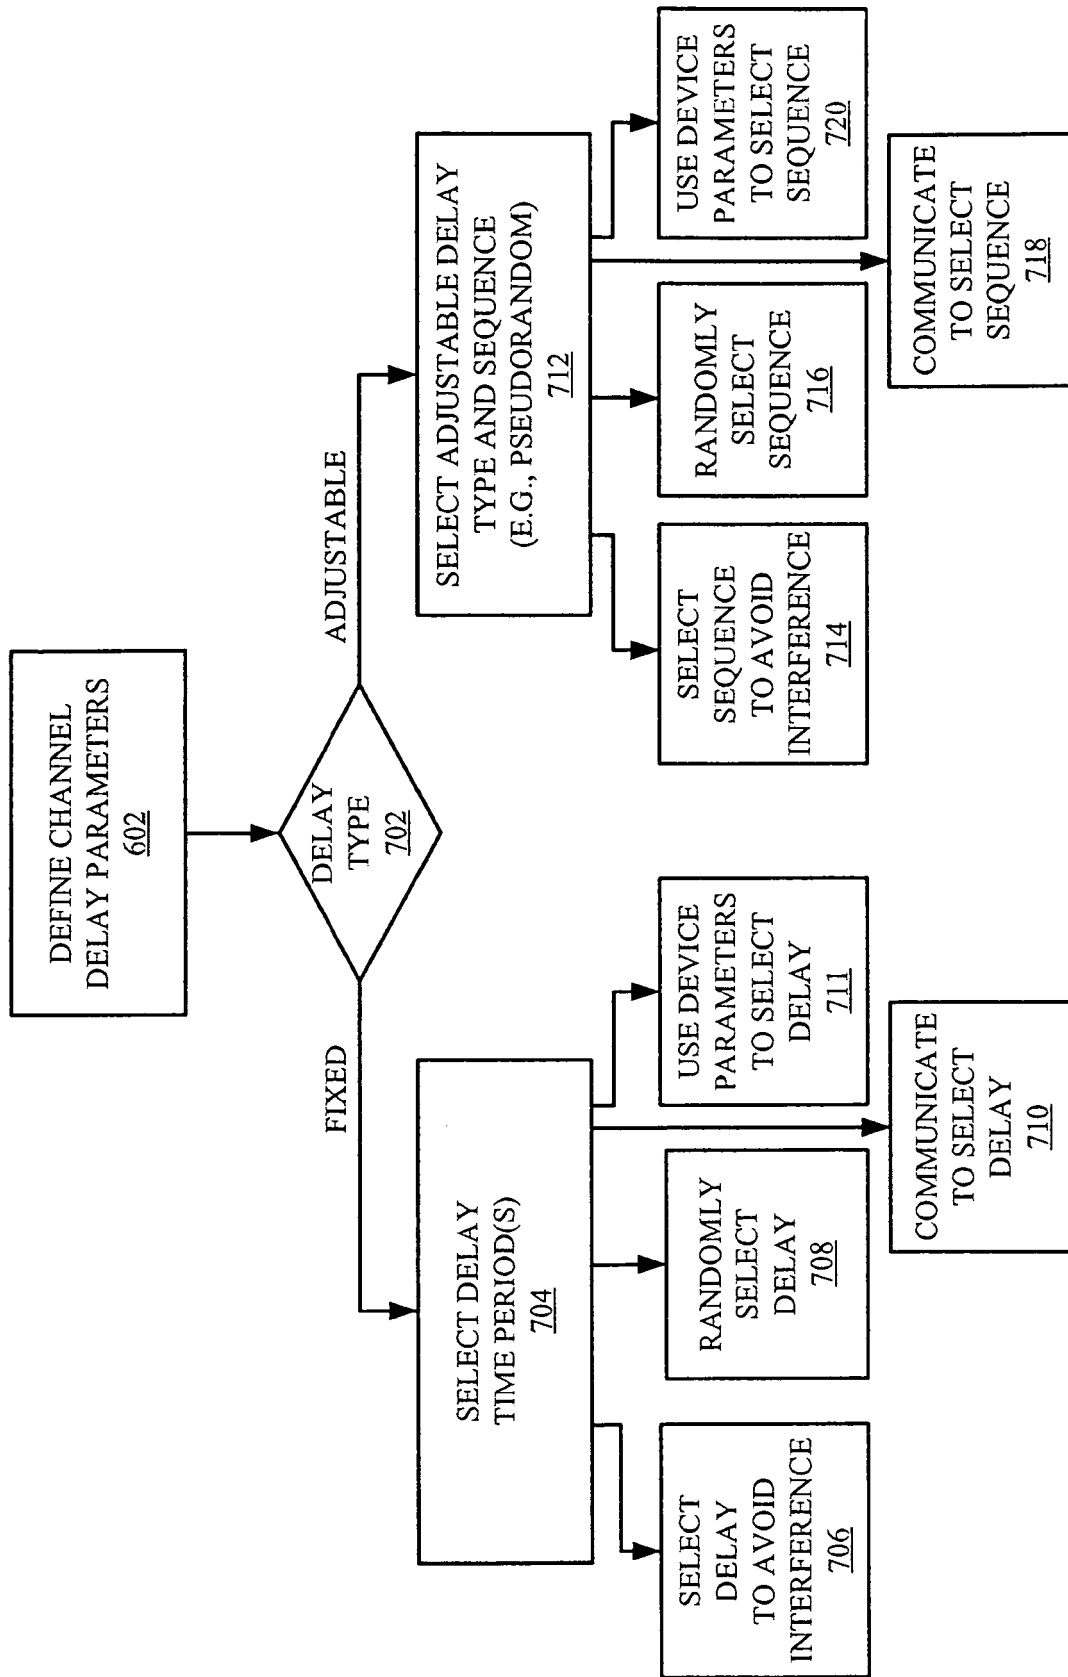 DEFINE CHANNEL
DELAY PARAMETERS
602
DELAY
TYPE
702
FIXED
ADJUSTABLE
SELECT DELAY
TIME PERIOD(S)
704
SELECT
DELAY
TO AVOID
INTERFERENCE
706
RANDOMLY
SELECT
DELAY
708
COMMUNICATE
TO SELECT
DELAY
710
USE DEVICE
PARAMETERS
TO SELECT
DELAY
711
SELECT ADJUSTABLE DELAY
TYPE AND SEQUENCE
(E.G., PSEUDORANDOM)
712
SELECT
SEQUENCE
TO AVOID
INTERFERENCE
714
RANDOMLY
SELECT
SEQUENCE
716
COMMUNICATE
TO SELECT
SEQUENCE
718
USE DEVICE
PARAMETERS
TO SELECT
SEQUENCE
720